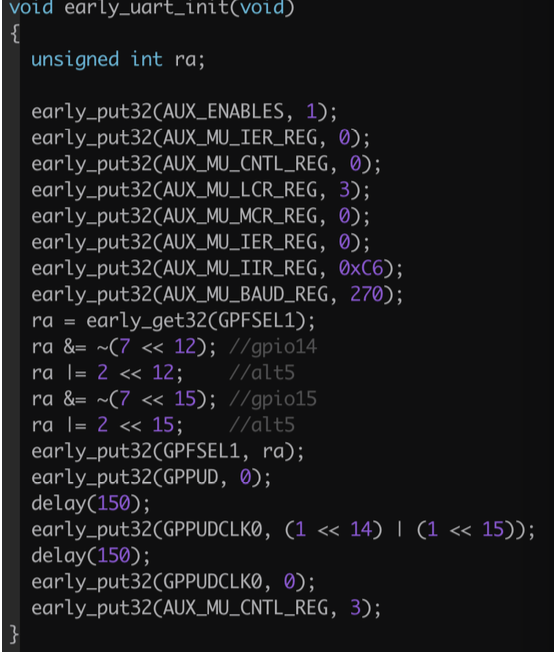 void early_uart_init(void)
{
unsigned int ra;
early_put32(AUX_ENABLES, 1);
early_put32(AUX_MU_IER_REG, 0);
early_put32(AUX_MU_CNTL_REG, 0);
early_put32(AUX_MU_LCR_REG, 3);
early_put32(AUX_MU_MCR_REG, 0);
early_put32(AUX_MU_IER_REG, 0);
early_put32(AUX_MU_IIR_REG, 0xC6);
early_put32(AUX_MU_BAUD_REG, 270);
ra = early_get32(GPFSEL1);
ra &= ~(7 << 12); //gpio14
ra |= 2 << 12;    //alt5
ra &= ~(7 << 15); //gpio15
ra |= 2 << 15;    //alt5
early_put32(GPFSEL1, ra);
early_put32(GPPUD, 0);
delay(150);
early_put32(GPPUDCLK0, (1 << 14) | (1 << 15));
delay(150);
early_put32(GPPUDCLK0, 0);
early_put32(AUX_MU_CNTL_REG, 3);
}